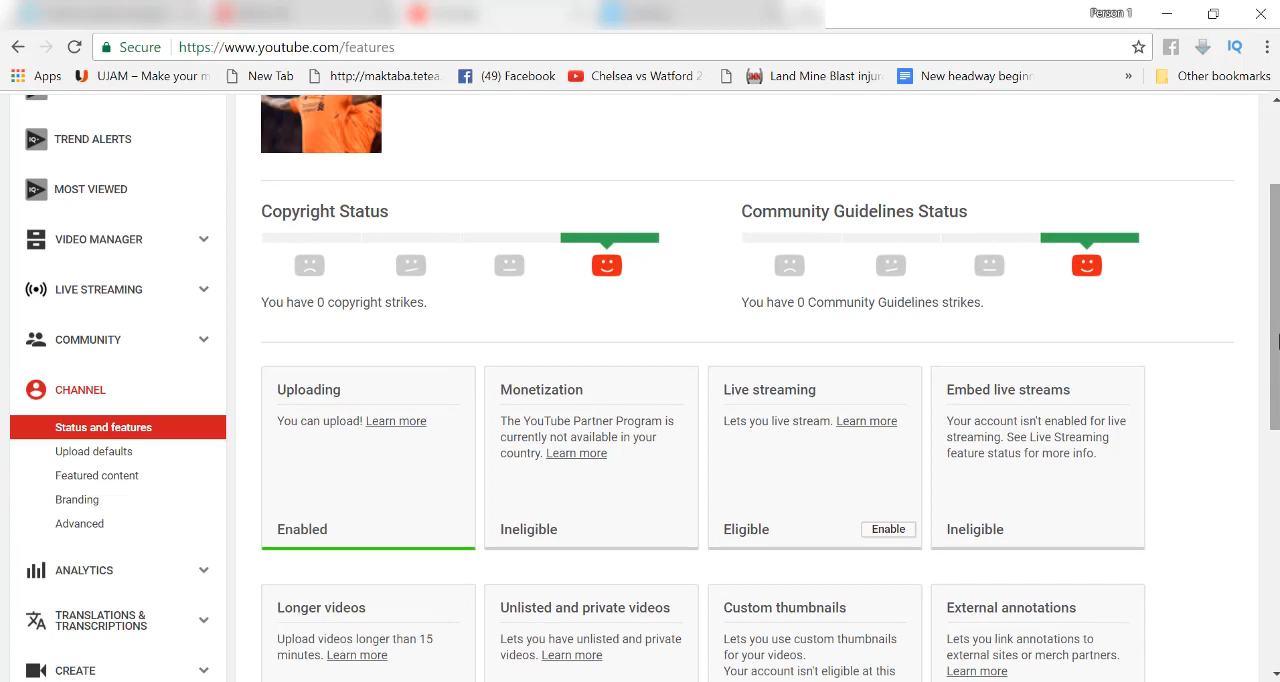 Person 1
Secure https://www.youtube.com/features
IQ
Apps UJAM – Make your m New Tab http://maktaba.tetea. (49) Facebook Chelsea vs Watford 2 Land Mine Blast injur New headway beginn » Other bookmarks
TREND ALERTS
MOST VIEWED
VIDEO MANAGER
LIVE STREAMING
COMMUNITY
CHANNEL
Status and features
Upload defaults
Featured content
Branding
Advanced
ANALYTICS
TRANSLATIONS &
TRANSCRIPTIONS
CREATE
Copyright Status
You have 0 copyright strikes.
Community Guidelines Status
You have 0 Community Guidelines strikes.
Uploading
You can upload! Learn more
Enabled
Monetization
The YouTube Partner Program is
currently not available in your
country. Learn more
Ineligible
Live streaming
Lets you live stream. Learn more
Eligible Enable
Embed live streams
Your account isn't enabled for live
streaming. See Live Streaming
feature status for more info.
Ineligible
Longer videos
Upload videos longer than 15
minutes. Learn more
Unlisted and private videos
Lets you have unlisted and private
videos. Learn more
Custom thumbnails
Lets you use custom thumbnails
for your videos.
Your account isn't eligible at this
External annotations
Lets you link annotations to
external sites or merch partners.
Learn more